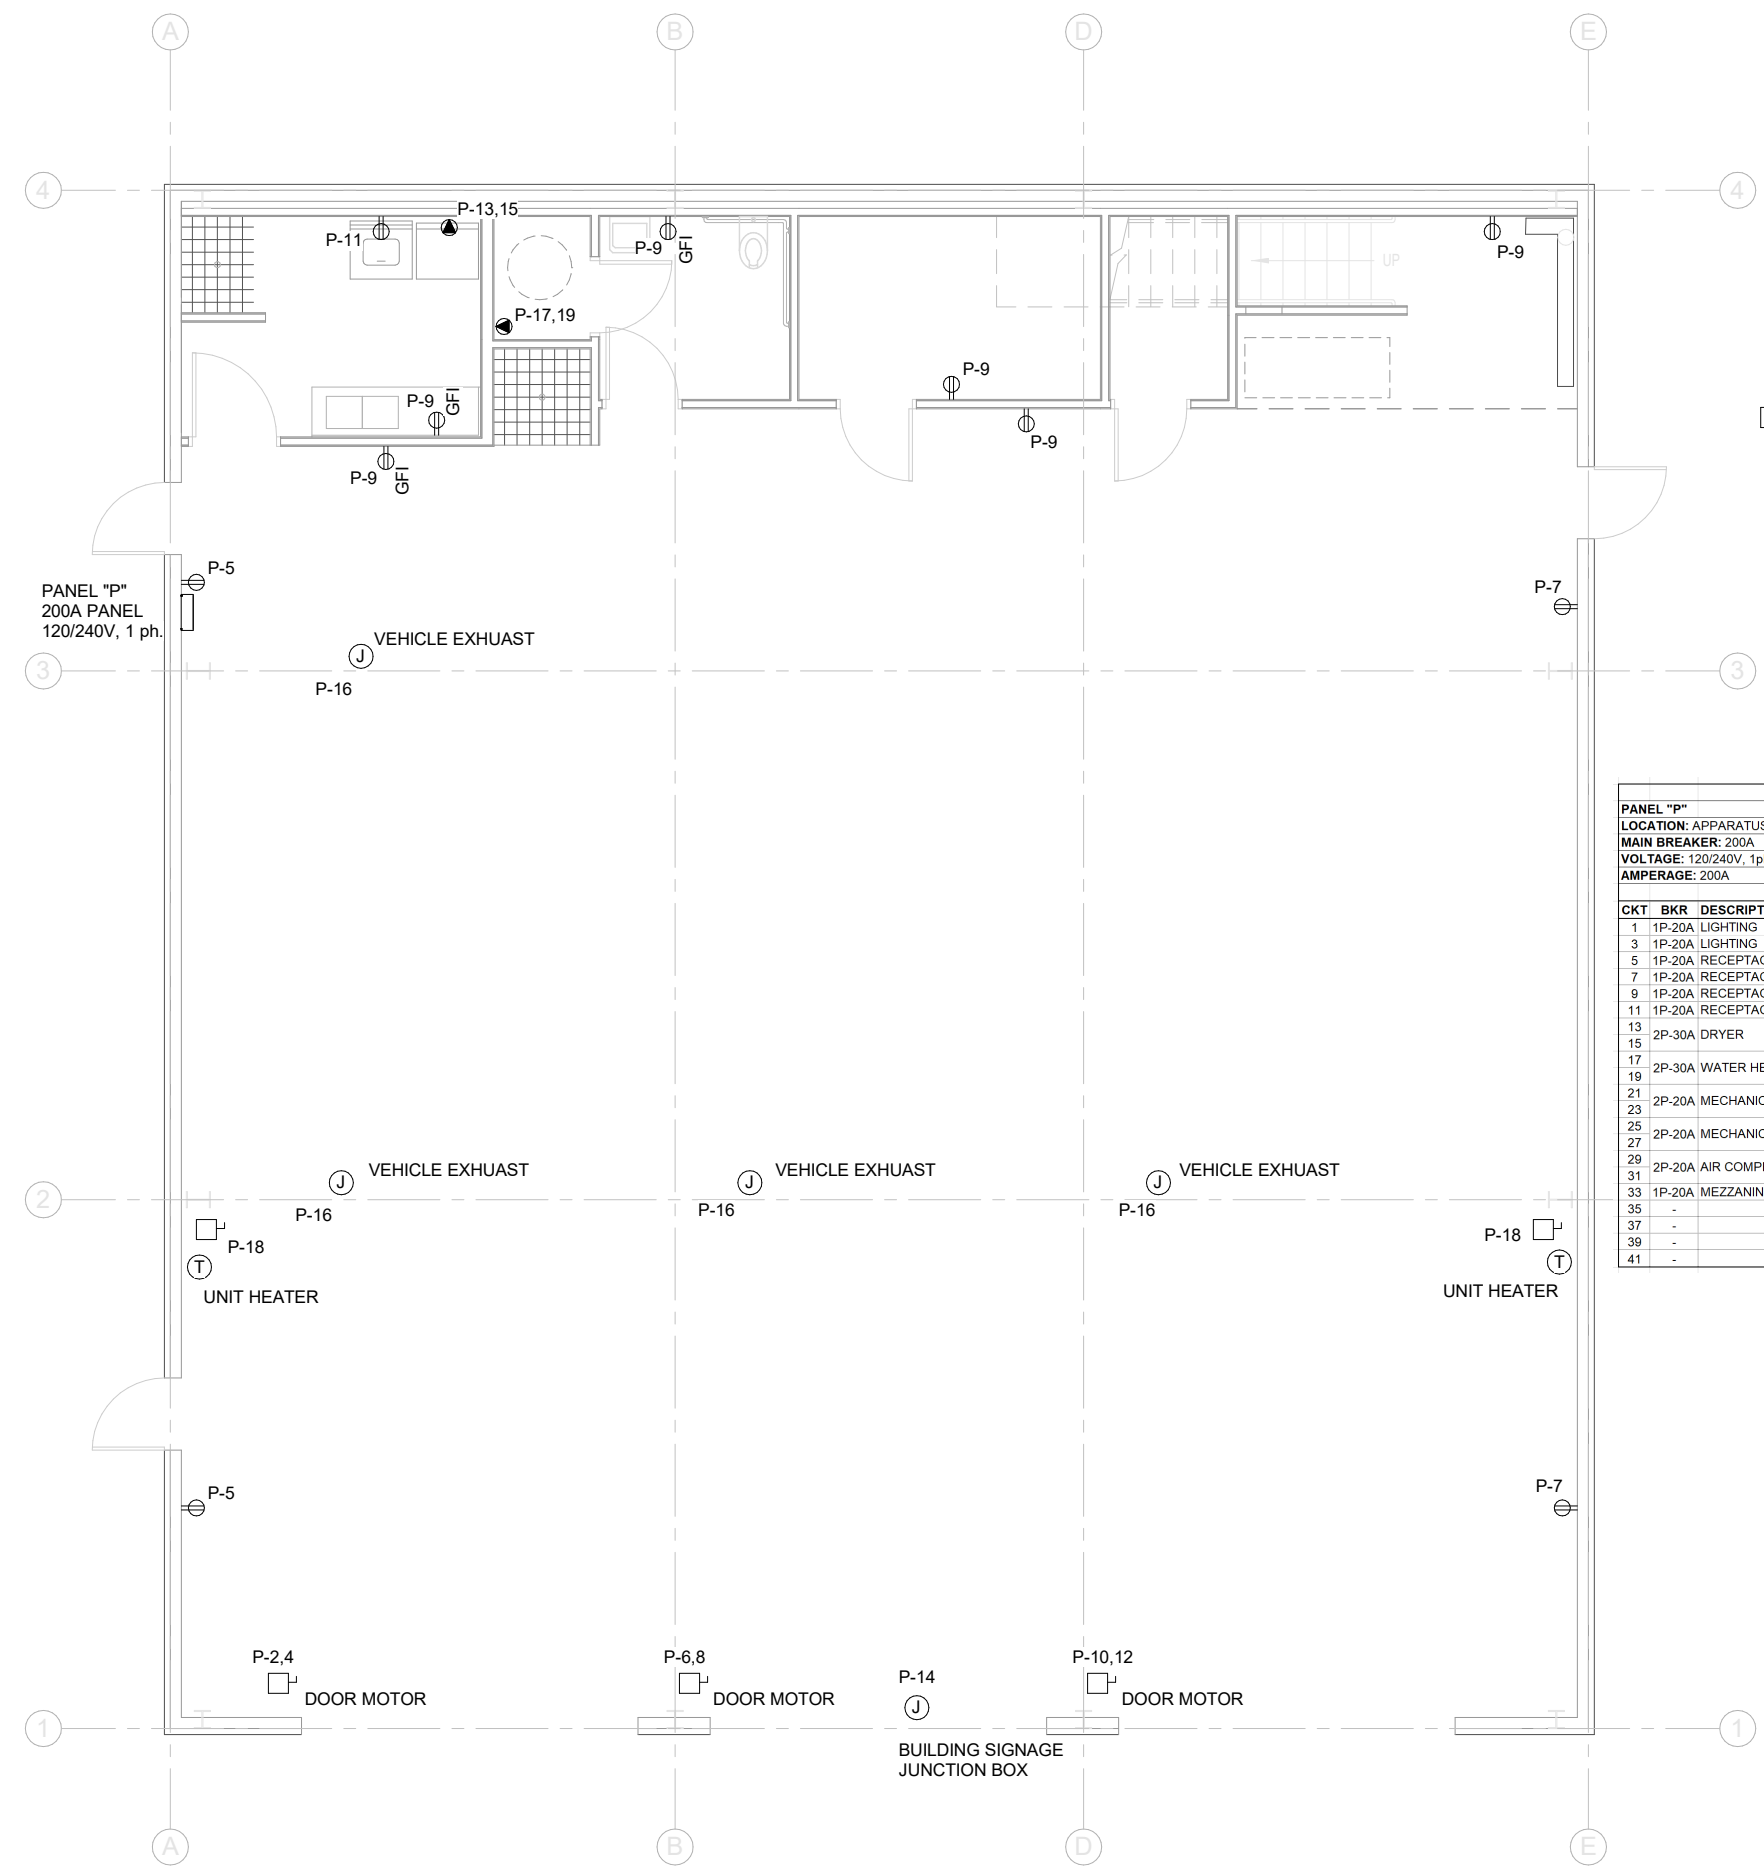 A B D E
4 4
P-13,15
P-11
P-9
GFI
UP
P-9
P-17,19
P-9
P-9
GFI
P-9
P-9
GFI
P-5
P-7
PANEL "P"
200A PANEL
120/240V, 1 ph.
VEHICLE EXHUAST
J
3 3
P-16
PANEL "P"
LOCATION: APPARATUS
MAIN BREAKER: 200A
VOLTAGE: 120/240V, 1p
AMPERAGE: 200A
CKT BKR DESCRIPT
1 1P-20A LIGHTING
3 1P-20A LIGHTING
5 1P-20A RECEPTAC
7 1P-20A RECEPTAC
9 1P-20A RECEPTAC
11 1P-20A RECEPTAC
13
2P-30A DRYER
15
17
2P-30A WATER HE
19
21
2P-20A MECHANIC
23
25
2P-20A MECHANIC
27
29
2P-20A AIR COMP
31
33 1P-20A MEZZANIN
35 -
37 -
39 -
41 -
VEHICLE EXHUAST VEHICLE EXHUAST VEHICLE EXHUAST
J J J
2
P-16 P-16 P-16
P-18 P-18
T T
UNIT HEATER UNIT HEATER
P-5 P-7
P-2,4 P-6,8 P-10,12
P-14
DOOR MOTOR DOOR MOTOR DOOR MOTOR
J
1 1
BUILDING SIGNAGE
JUNCTION BOX
A B D E